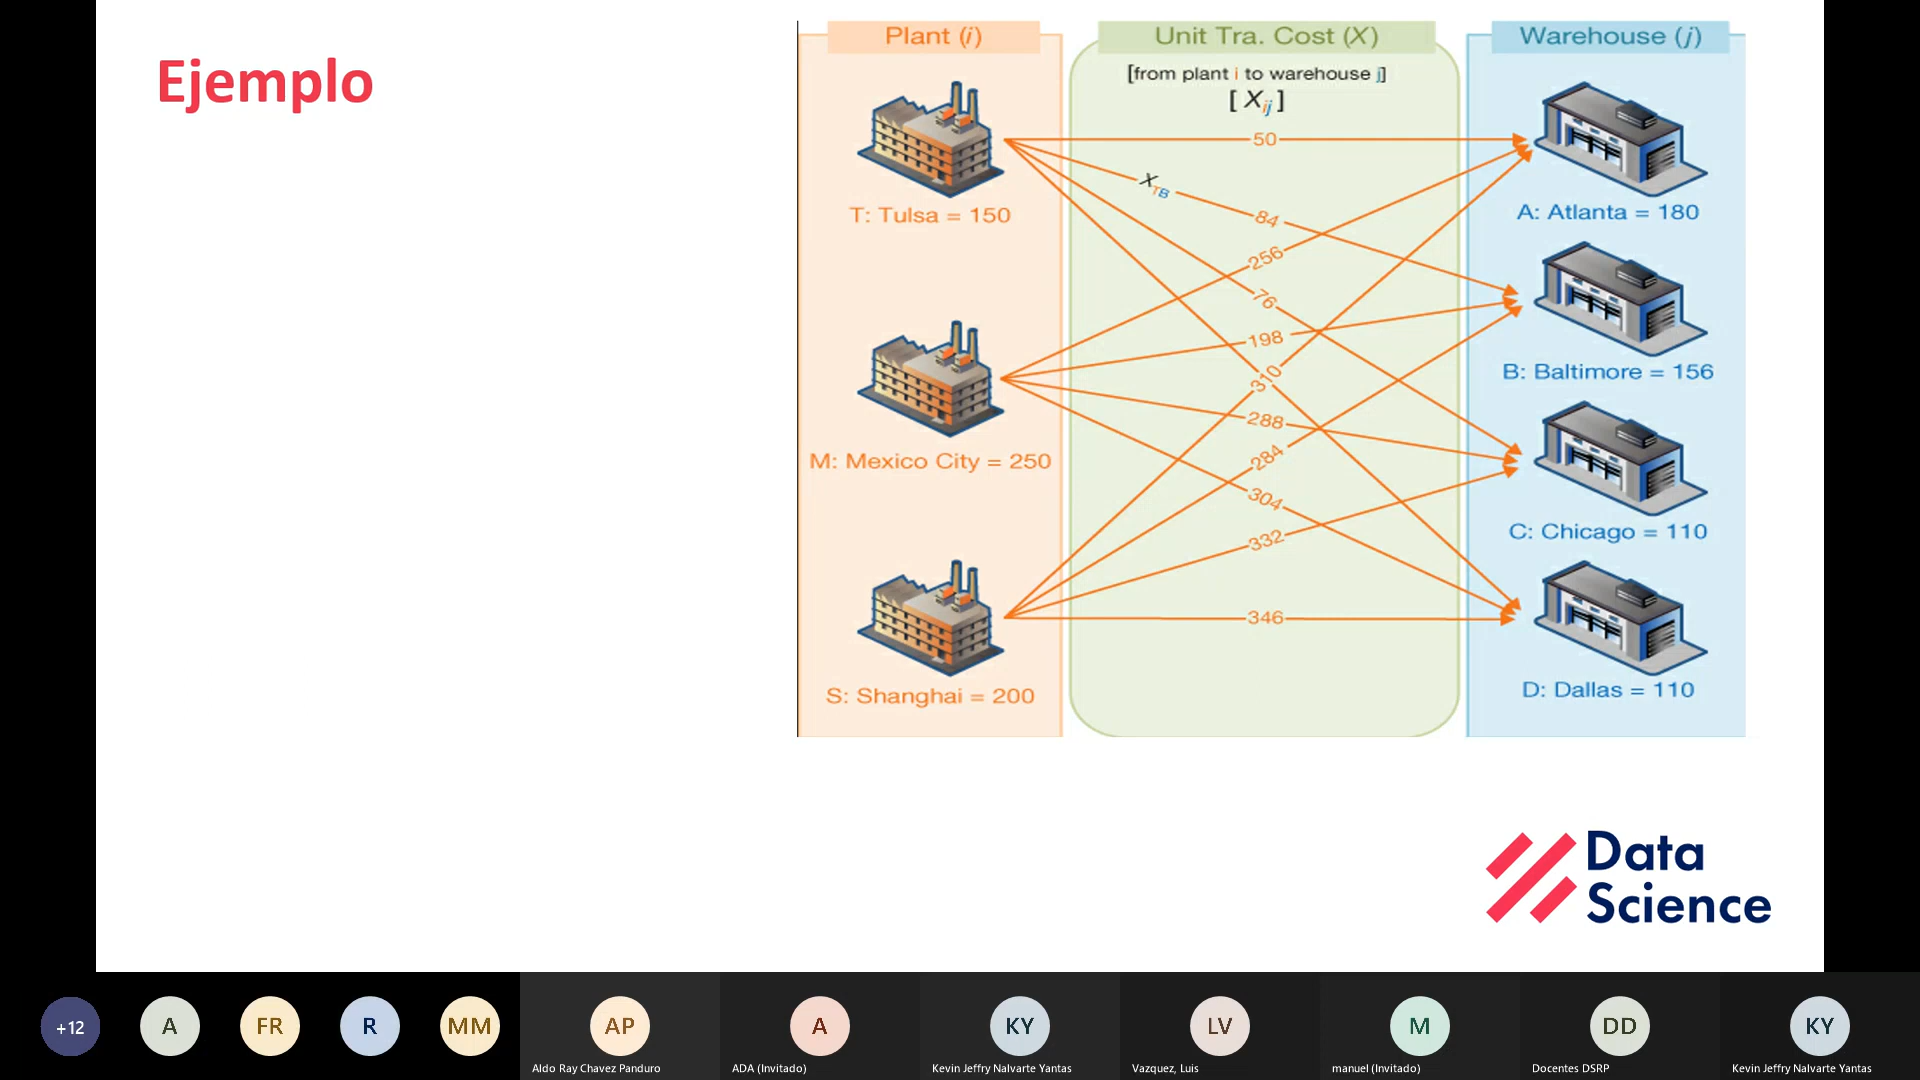 Ejemplo
Plant (i)
Unit Tra. Cost (X)
Warehouse (j)
[from plant i to warehouse j]
[ Xij ]
50
XTB
84
256
76
198
310
288
284
304
332
346
T: Tulsa = 150
M: Mexico City = 250
S: Shanghai = 200
A: Atlanta = 180
B: Baltimore = 156
C: Chicago = 110
D: Dallas = 110
Data
Science
+12
A
FR
R
MM
AP
Aldo Ray Chavez Panduro
A
ADA (Invitado)
KY
Kevin Jeffry Nalvarte Yantas
LV
Vazquez, Luis
M
manuel (Invitado)
DD
Docentes DSRP
KY
Kevin Jeffry Nalvarte Yantas